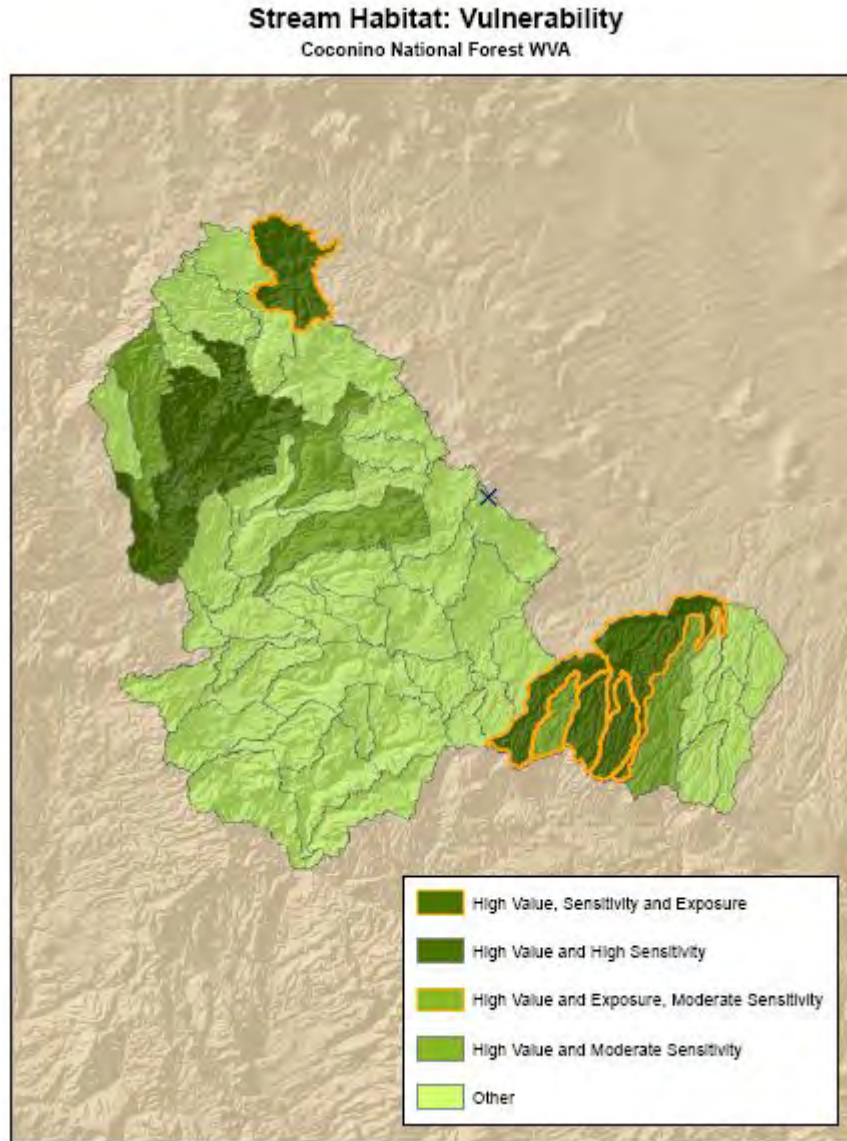 Stream Habitat: Vulnerability
Coconino National Forest WVA
High Value, Sensitivity and Exposure
High Value and High Sensitivity
High Value and Exposure, Moderate Sensitivity
High Value and Moderate Sensitivity
Other